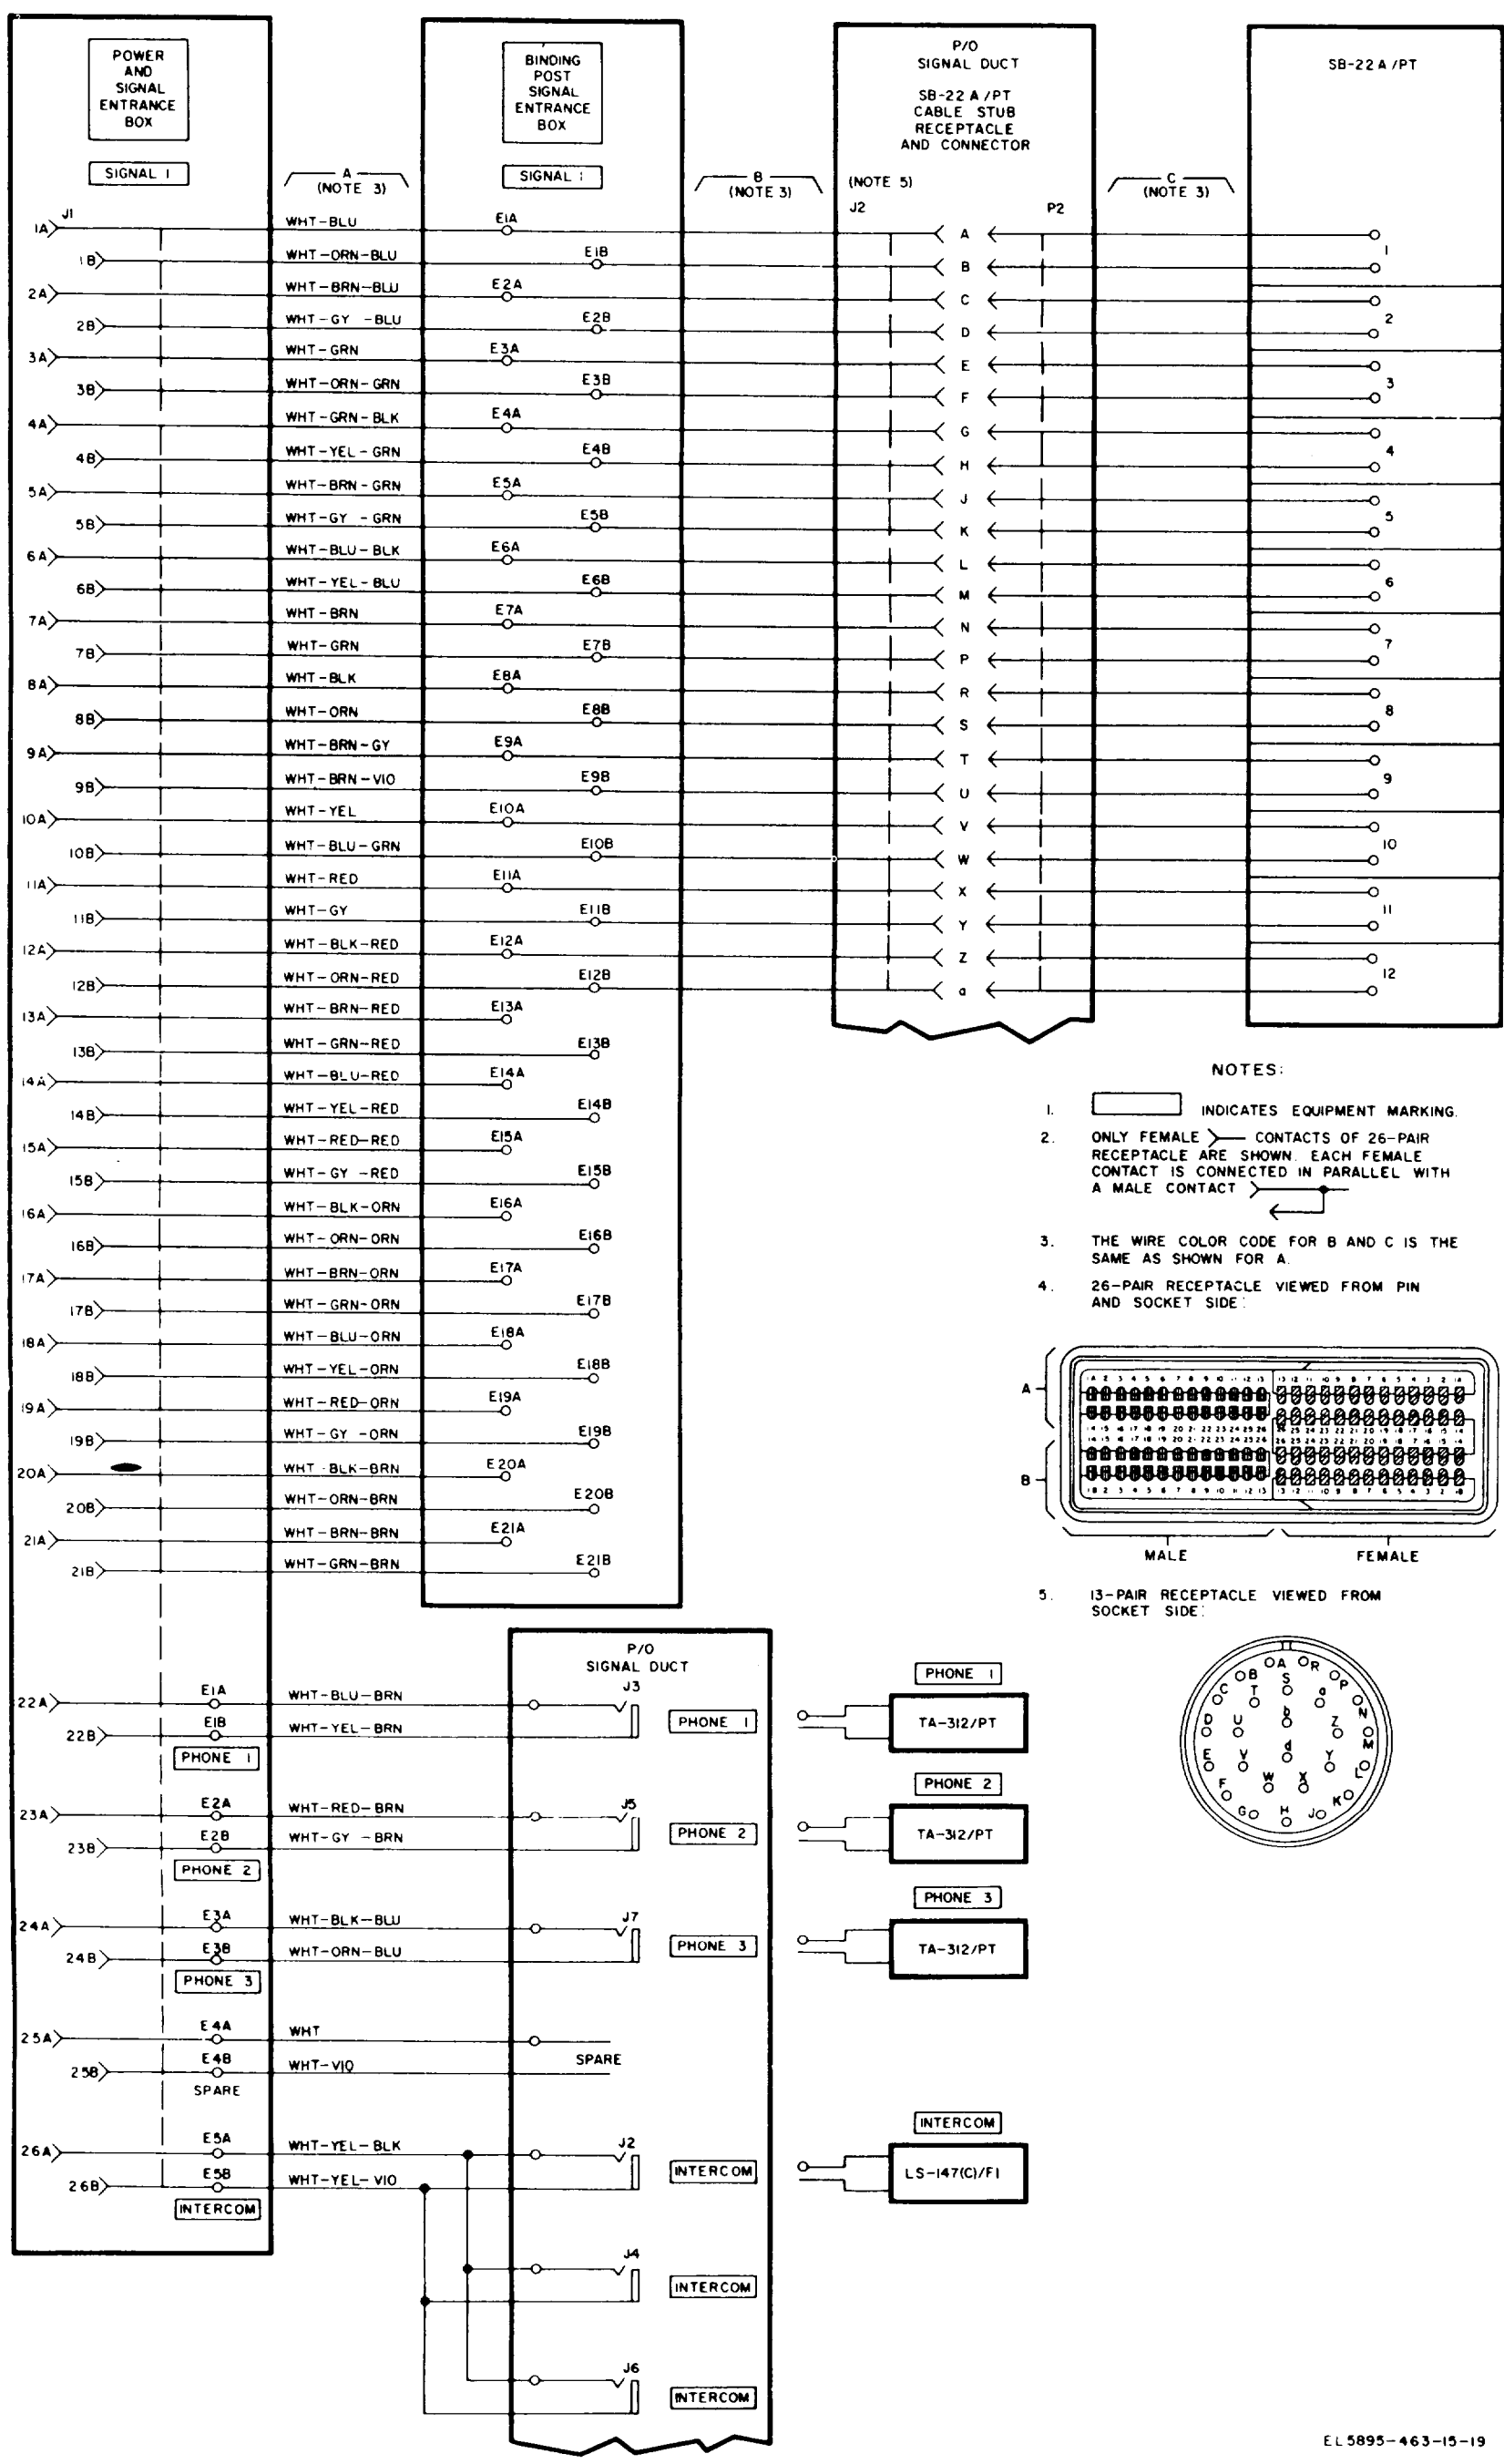 POWER
AND
SIGNAL
ENTRANCE
BOX
SIGNAL 1
A
(NOTE 3)
BINDING
POST
SIGNAL
ENTRANCE
BOX
SIGNAL 1
B
(NOTE 3)
P/O
SIGNAL DUCT
SB-22 A/PT
CABLE STUB
RECEPTACLE
AND CONNECTOR
(NOTE 5)
J2 P2
C
(NOTE 3)
SB-22 A/PT
J1
1A WHT-BLU E1A A
1
1B WHT-ORN-BLU E1B B
2A WHT-BRN-BLU E2A C
2
2B WHT-GY -BLU E2B D
3A WHT-GRN E3A E
3
3B WHT-ORN-GRN E3B F
4A WHT-GRN-BLK E4A G
4
4B WHT-YEL-GRN E4B H
5A WHT-BRN-GRN E5A J
5
5B WHT-GY -GRN E5B K
6A WHT-BLU-BLK E6A L
6
6B WHT-YEL-BLU E6B M
7A WHT-BRN E7A N
7
7B WHT-GRN E7B P
8A WHT-BLK E8A R
8
8B WHT-ORN E8B S
9A WHT-BRN-GY E9A T
9
9B WHT-BRN-VIO E9B U
10A WHT-YEL E10A V
10
10B WHT-BLU-GRN E10B W
11A WHT-RED E11A X
11
11B WHT-GY E11B Y
12A WHT-BLK-RED E12A Z
12
12B WHT-ORN-RED E12B a
13A WHT-BRN-RED E13A
13B WHT-GRN-RED E13B
14A WHT-BLU-RED E14A
14B WHT-YEL-RED E14B
15A WHT-RED-RED E15A
15B WHT-GY -RED E15B
16A WHT-BLK-ORN E16A
16B WHT-ORN-ORN E16B
17A WHT-BRN-ORN E17A
17B WHT-GRN-ORN E17B
18A WHT-BLU-ORN E18A
18B WHT-YEL-ORN E18B
19A WHT-RED-ORN E19A
19B WHT-GY -ORN E19B
20A WHT-BLK-BRN E20A
20B WHT-ORN-BRN E20B
21A WHT-BRN-BRN E21A
21B WHT-GRN-BRN E21B
NOTES:
1. INDICATES EQUIPMENT MARKING.
2. ONLY FEMALE CONTACTS OF 26-PAIR
RECEPTACLE ARE SHOWN. EACH FEMALE
CONTACT IS CONNECTED IN PARALLEL WITH
A MALE CONTACT
3. THE WIRE COLOR CODE FOR B AND C IS THE
SAME AS SHOWN FOR A.
4. 26-PAIR RECEPTACLE VIEWED FROM PIN
AND SOCKET SIDE:
A
B
MALE FEMALE
5. 13-PAIR RECEPTACLE VIEWED FROM
SOCKET SIDE:
A R
B S P
C T a N
D U b Z M
E V d Y L
F W X K
G H J
P/O
SIGNAL DUCT
22A E1A WHT-BLU-BRN J3
22B E1B WHT-YEL-BRN
PHONE 1
PHONE 1
PHONE 1
TA-312/PT
23A E2A WHT-RED-BRN J5
23B E2B WHT-GY -BRN
PHONE 2
PHONE 2
PHONE 2
TA-312/PT
24A E3A WHT-BLK-BLU J7
24B E3B WHT-ORN-BLU
PHONE 3
PHONE 3
PHONE 3
TA-312/PT
25A E4A WHT
25B E4B WHT-VIO
SPARE
SPARE
26A E5A WHT-YEL-BLK J2
26B E5B WHT-YEL-VIO
INTERCOM
INTERCOM
INTERCOM
LS-147(C)/FI
J4
INTERCOM
J6
INTERCOM
EL5895-463-15-19